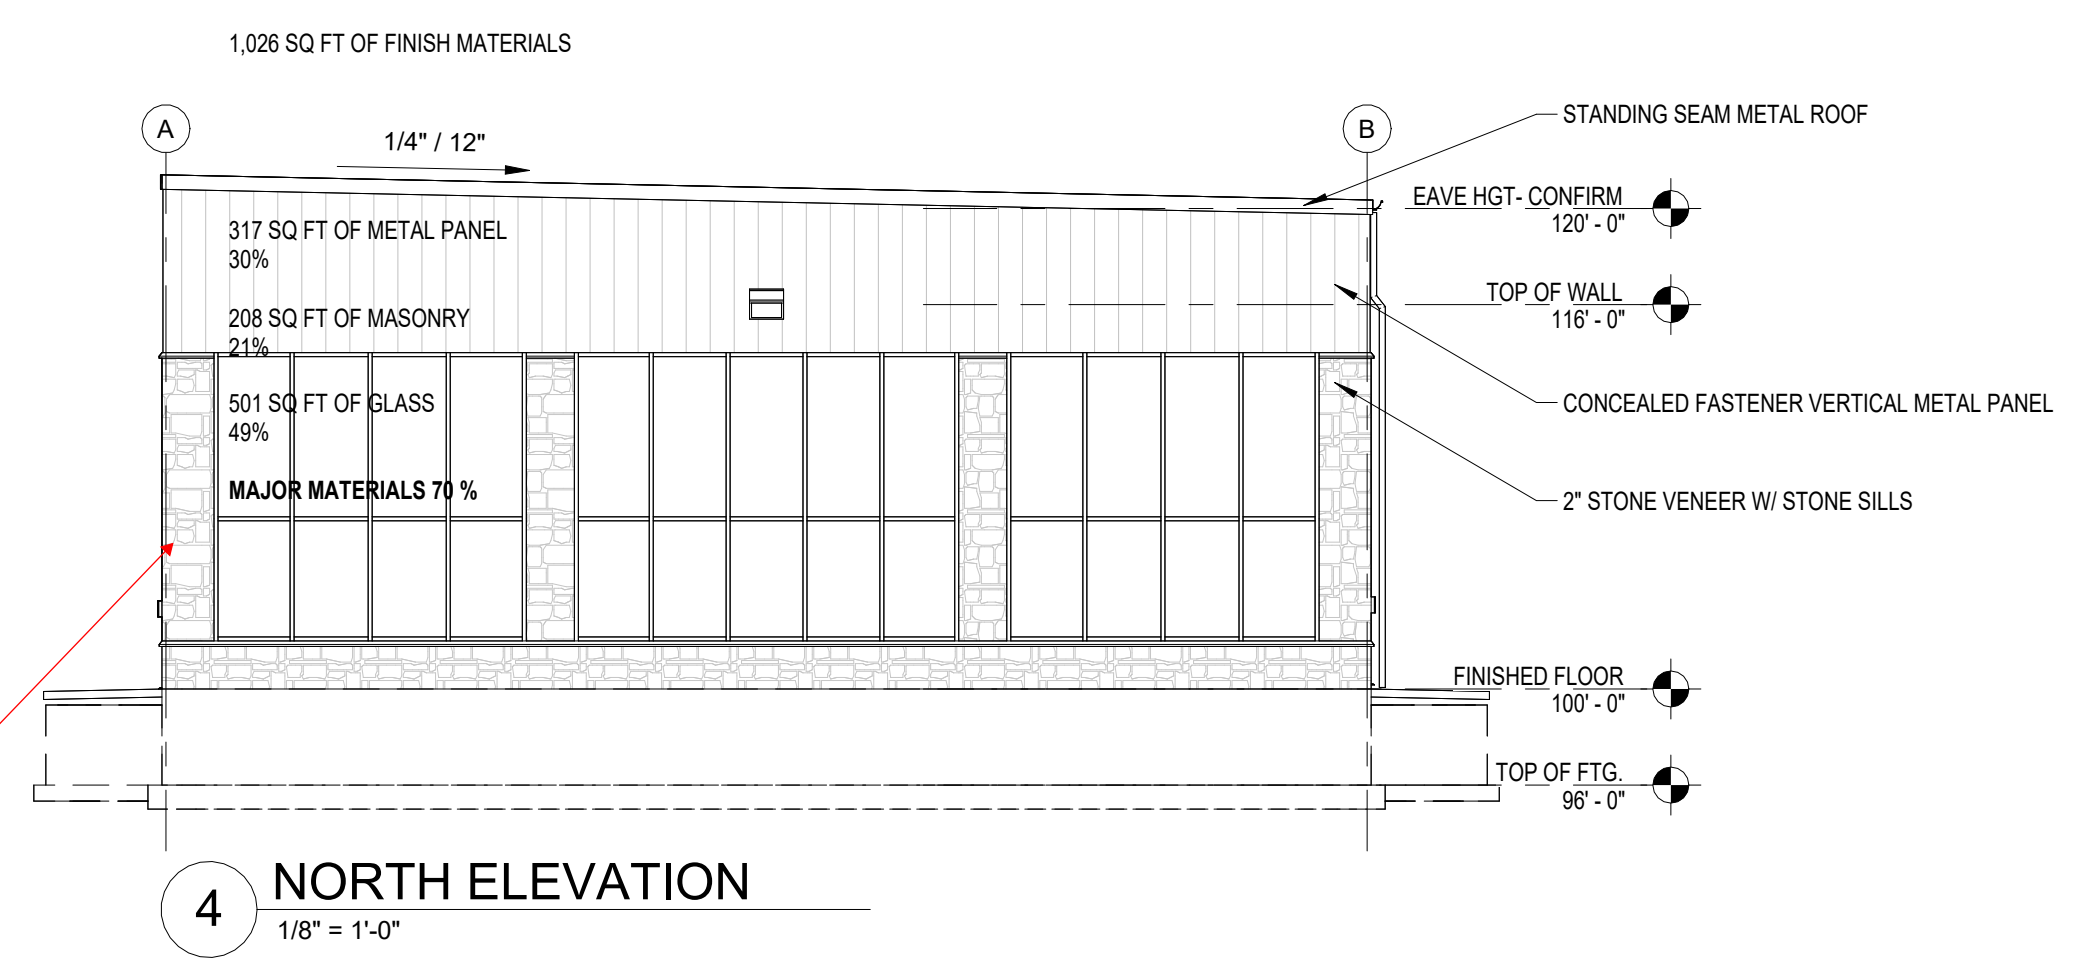 1,026 SQ FT OF FINISH MATERIALS
A
1/4" / 12"
B
STANDING SEAM METAL ROOF
EAVE HGT- CONFIRM
120' - 0"
317 SQ FT OF METAL PANEL
30%
TOP OF WALL
116' - 0"
208 SQ FT OF MASONRY
21%
501 SQ FT OF GLASS
49%
CONCEALED FASTENER VERTICAL METAL PANEL
MAJOR MATERIALS 70 %
2" STONE VENEER W/ STONE SILLS
FINISHED FLOOR
100' - 0"
TOP OF FTG.
96' - 0"
4
NORTH ELEVATION
1/8" = 1'-0"